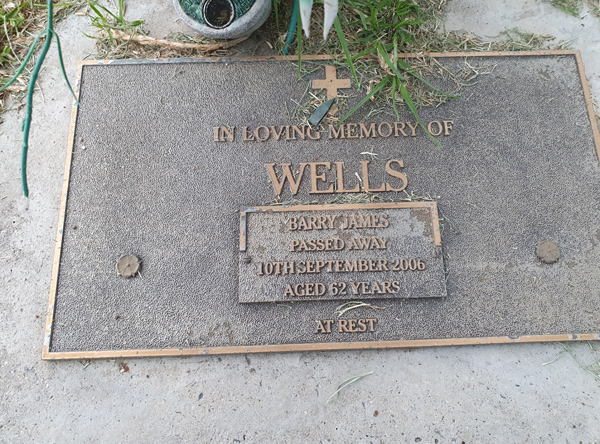 IN LOVING MEMORY OF
WELLS
BARRY JAMES
PASSED AWAY
10TH SEPTEMBER 2006
AGED 62 YEARS
AT REST